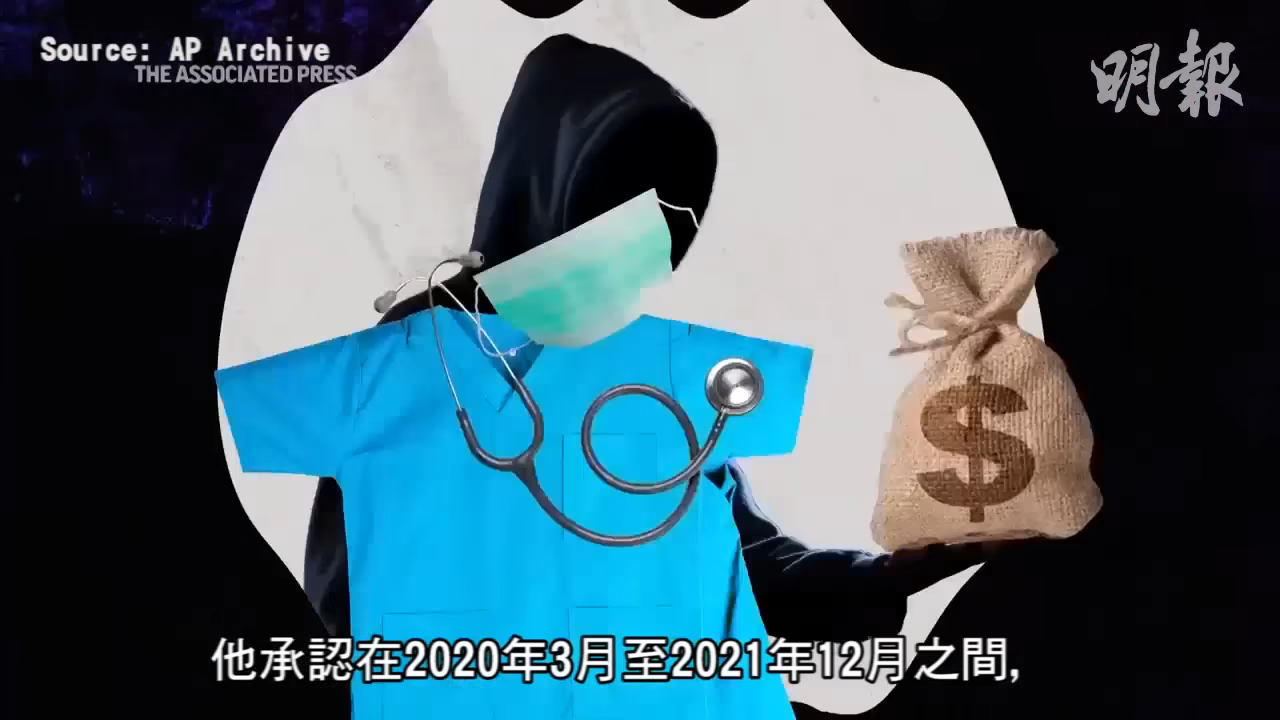 Source: AP Archive
THE ASSOCIATED PRESS
明報
$
他承認在2020年3月至2021年12月之間,